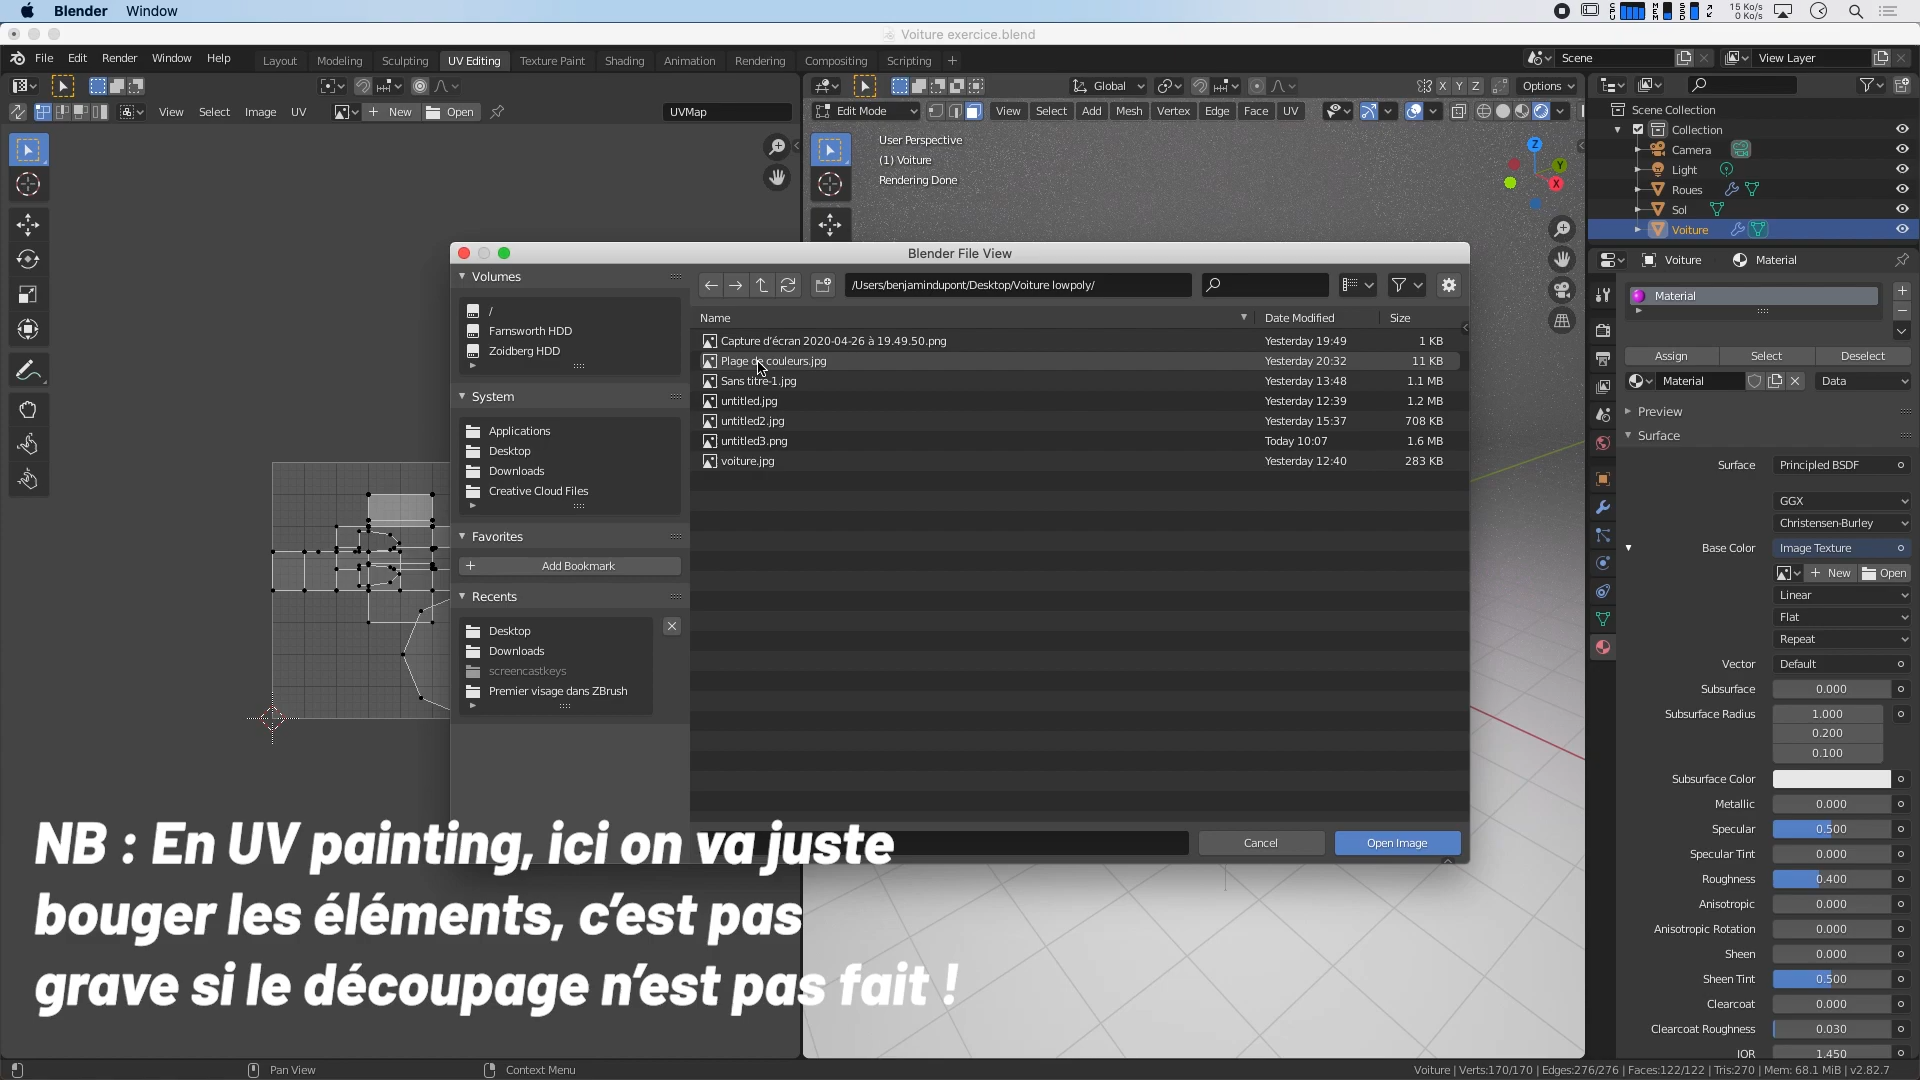 Blender Window
15 Ko/s
0 Ko/s
Voiture exercice.blend
File Edit Render Window Help Layout Modeling Sculpting UV Editing Texture Paint Shading Animation Rendering Compositing Scripting + Scene View Layer
Global X Y Z Options
View Select Image UV + New Open UVMap
Edit Mode View Select Add Mesh Vertex Edge Face UV
User Perspective
(1) Voiture
Rendering Done
Z
Y
X
Scene Collection
Collection
Camera
Light
Roues
Sol
Voiture
Voiture Material
Material
Assign Select Deselect
Material Data
Preview
Surface
Surface Principled BSDF
GGX
Christensen-Burley
Base Color Image Texture
+ New Open
Linear
Flat
Repeat
Vector Default
Subsurface 0.000
Subsurface Radius 1.000
0.200
0.100
Subsurface Color
Metallic 0.000
Specular 0.500
Specular Tint 0.000
Roughness 0.400
Anisotropic 0.000
Anisotropic Rotation 0.000
Sheen 0.000
Sheen Tint 0.500
Clearcoat 0.000
Clearcoat Roughness 0.030
IOR 1.450
Blender File View
Volumes
/
Farnsworth HDD
Zoidberg HDD
System
Applications
Desktop
Downloads
Creative Cloud Files
Favorites
+ Add Bookmark
Recents
Desktop
Downloads
screencastkeys
Premier visage dans ZBrush
/Users/benjamindupont/Desktop/Voiture lowpoly/
Name Date Modified Size
Capture d'écran 2020-04-26 à 19.49.50.png Yesterday 19:49 1 KB
Plage de couleurs.jpg Yesterday 20:32 11 KB
Sans titre-1.jpg Yesterday 13:48 1.1 MB
untitled.jpg Yesterday 12:39 1.2 MB
untitled2.jpg Yesterday 15:37 708 KB
untitled3.png Today 10:07 1.6 MB
voiture.jpg Yesterday 12:40 283 KB
Cancel Open Image
NB : En UV painting, ici on va juste
bouger les éléments, c'est pas
grave si le découpage n'est pas fait !
Pan View Context Menu Voiture | Verts:170/170 | Edges:276/276 | Faces:122/122 | Tris:270 | Mem: 68.1 MiB | v2.82.7